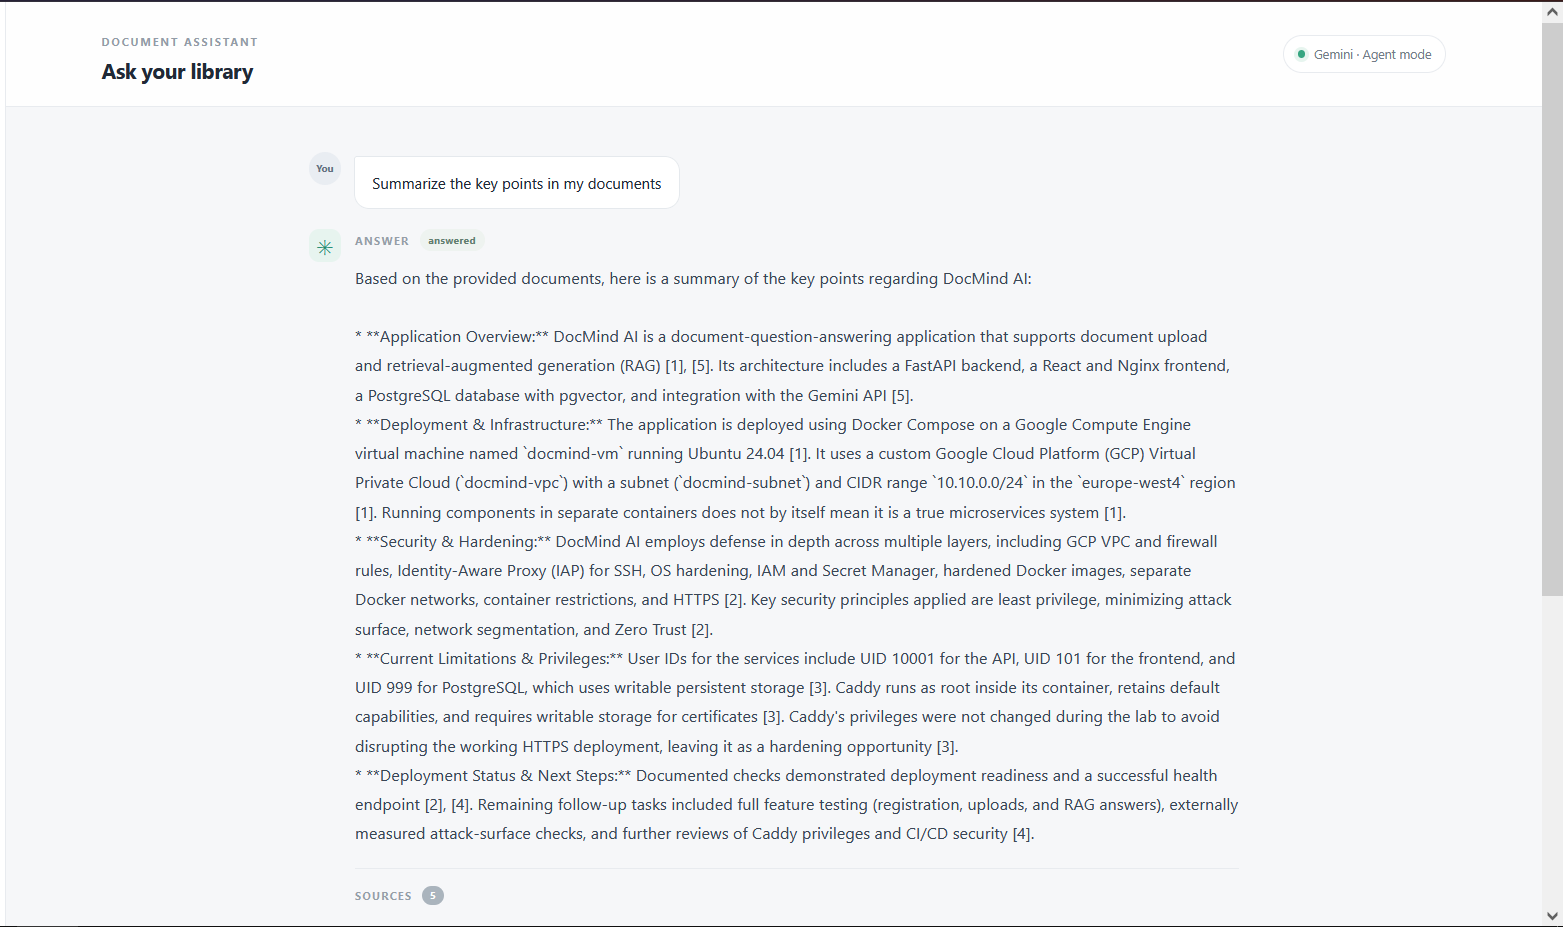 DOCUMENT ASSISTANT
Ask your library
Gemini · Agent mode
You
Summarize the key points in my documents
ANSWER answered
Based on the provided documents, here is a summary of the key points regarding DocMind AI:
* **Application Overview:** DocMind AI is a document-question-answering application that supports document upload
and retrieval-augmented generation (RAG) [1], [5]. Its architecture includes a FastAPI backend, a React and Nginx frontend,
a PostgreSQL database with pgvector, and integration with the Gemini API [5].
* **Deployment & Infrastructure:** The application is deployed using Docker Compose on a Google Compute Engine
virtual machine named `docmind-vm` running Ubuntu 24.04 [1]. It uses a custom Google Cloud Platform (GCP) Virtual
Private Cloud (`docmind-vpc`) with a subnet (`docmind-subnet`) and CIDR range `10.10.0.0/24` in the `europe-west4` region
[1]. Running components in separate containers does not by itself mean it is a true microservices system [1].
* **Security & Hardening:** DocMind AI employs defense in depth across multiple layers, including GCP VPC and firewall
rules, Identity-Aware Proxy (IAP) for SSH, OS hardening, IAM and Secret Manager, hardened Docker images, separate
Docker networks, container restrictions, and HTTPS [2]. Key security principles applied are least privilege, minimizing attack
surface, network segmentation, and Zero Trust [2].
* **Current Limitations & Privileges:** User IDs for the services include UID 10001 for the API, UID 101 for the frontend, and
UID 999 for PostgreSQL, which uses writable persistent storage [3]. Caddy runs as root inside its container, retains default
capabilities, and requires writable storage for certificates [3]. Caddy's privileges were not changed during the lab to avoid
disrupting the working HTTPS deployment, leaving it as a hardening opportunity [3].
* **Deployment Status & Next Steps:** Documented checks demonstrated deployment readiness and a successful health
endpoint [2], [4]. Remaining follow-up tasks included full feature testing (registration, uploads, and RAG answers), externally
measured attack-surface checks, and further reviews of Caddy privileges and CI/CD security [4].
SOURCES 5